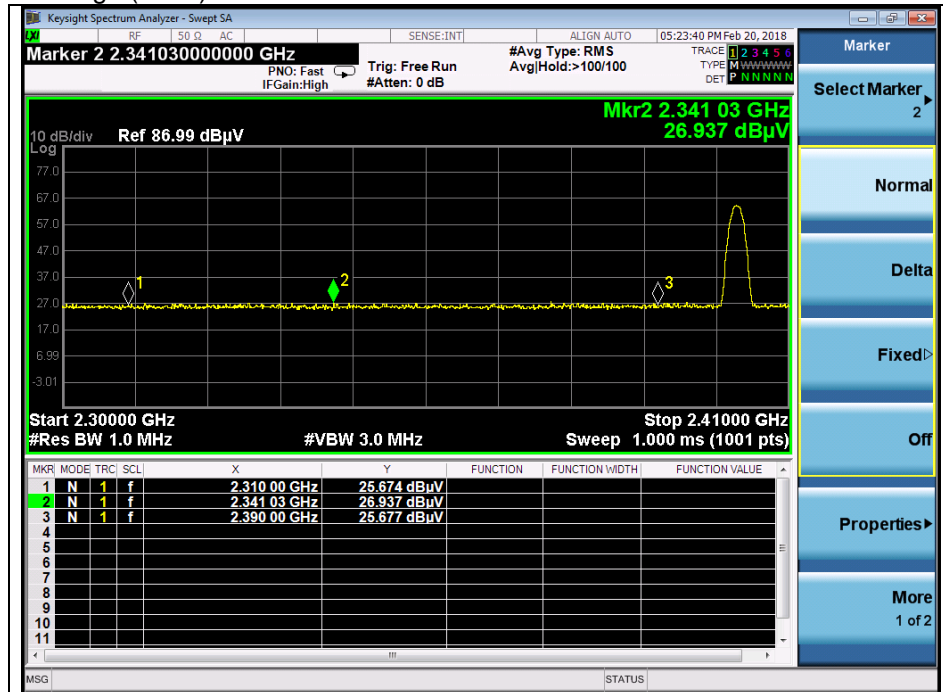 Keysight Spectrum Analyzer - Swept SA
LXI RF 50 Ω AC SENSE:INT ALIGN AUTO 05:23:40 PM Feb 20, 2018
Marker 2 2.341030000000 GHz
PNO: Fast
IFGain:High
Trig: Free Run
#Atten: 0 dB
#Avg Type: RMS
Avg|Hold:>100/100
TRACE 1 2 3 4 5 6
TYPE M WWWWW
DET P N N N N N
Mkr2 2.341 03 GHz
26.937 dBµV
10 dB/div Ref 86.99 dBµV
Log
77.0
67.0
57.0
47.0
37.0
27.0
17.0
6.99
-3.01
1
2
3
Start 2.30000 GHz Stop 2.41000 GHz
#Res BW 1.0 MHz #VBW 3.0 MHz Sweep 1.000 ms (1001 pts)
MKR MODE TRC SCL X Y FUNCTION FUNCTION WIDTH FUNCTION VALUE
1 N 1 f 2.310 00 GHz 25.674 dBµV
2 N 1 f 2.341 03 GHz 26.937 dBµV
3 N 1 f 2.390 00 GHz 25.677 dBµV
4
5
6
7
8
9
10
11
MSG STATUS
Marker
Select Marker
2
Normal
Delta
Fixed
Off
Properties
More
1 of 2